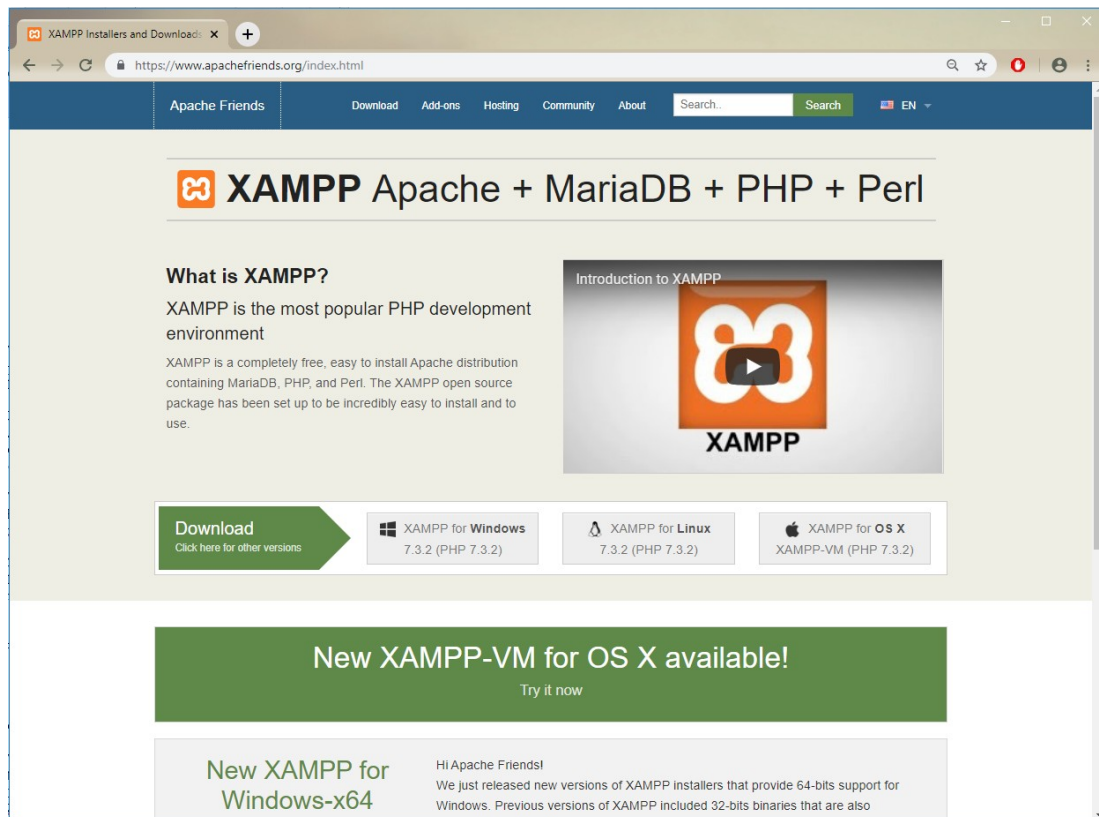 XAMPP Installers and Downloads
https://www.apachefriends.org/index.html
Apache Friends Download Add-ons Hosting Community About Search.. Search EN
XAMPP Apache + MariaDB + PHP + Perl
What is XAMPP?
XAMPP is the most popular PHP development
environment
XAMPP is a completely free, easy to install Apache distribution
containing MariaDB, PHP, and Perl. The XAMPP open source
package has been set up to be incredibly easy to install and to
use.
Introduction to XAMPP
XAMPP
Download
Click here for other versions
XAMPP for Windows
7.3.2 (PHP 7.3.2)
XAMPP for Linux
7.3.2 (PHP 7.3.2)
XAMPP for OS X
XAMPP-VM (PHP 7.3.2)
New XAMPP-VM for OS X available!
Try it now
New XAMPP for
Windows-x64
Hi Apache Friends!
We just released new versions of XAMPP installers that provide 64-bits support for
Windows. Previous versions of XAMPP included 32-bits binaries that are also